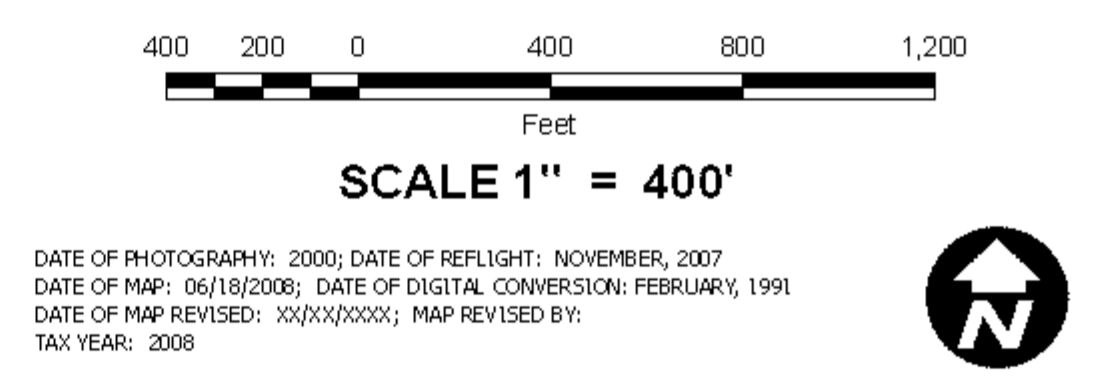 400 200 0 400 800 1,200
Feet
SCALE 1" = 400'
DATE OF PHOTOGRAPHY: 2000; DATE OF REFLIGHT: NOVEMBER, 2007
DATE OF MAP: 06/18/2008; DATE OF DIGITAL CONVERSION: FEBRUARY, 1991
DATE OF MAP REVISED: XX/XX/XXXX; MAP REVISED BY:
TAX YEAR: 2008
N